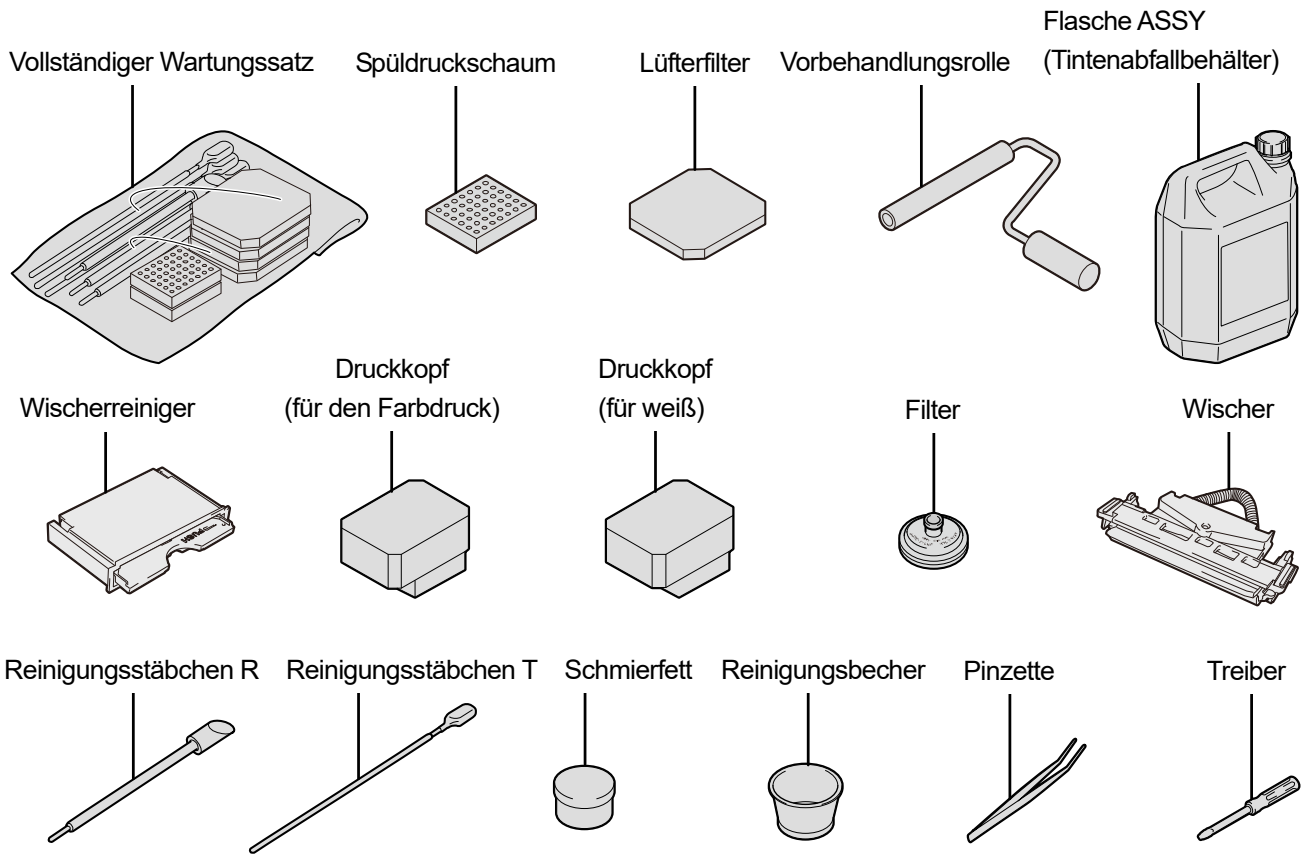 Flasche ASSY
(Tintenabfallbehälter)
Vollständiger Wartungssatz
Spüldruckschaum
Lüfterfilter
Vorbehandlungsrolle
Wischerreiniger
Druckkopf
(für den Farbdruck)
Druckkopf
(für weiß)
Filter
Wischer
Reinigungsstäbchen R
Reinigungsstäbchen T
Schmierfett
Reinigungsbecher
Pinzette
Treiber